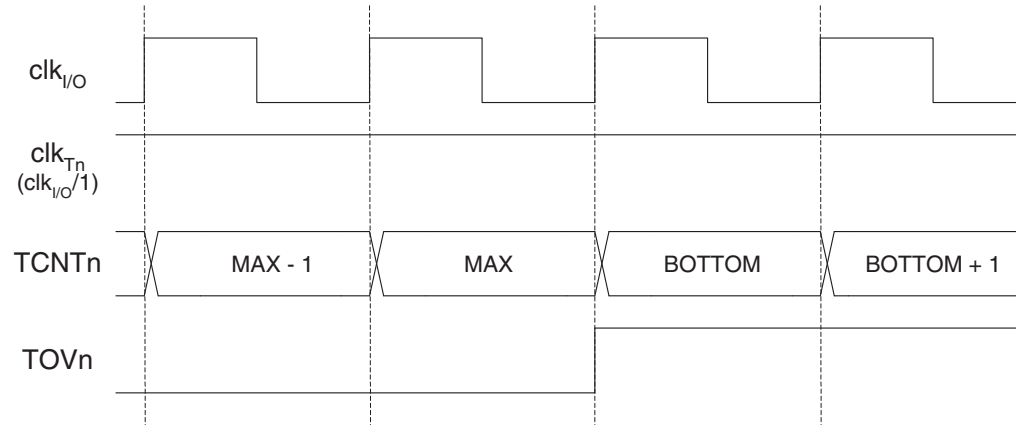 clkI/O
clkTn
(clkI/O/1)
TCNTn MAX - 1 MAX BOTTOM BOTTOM + 1
TOVn